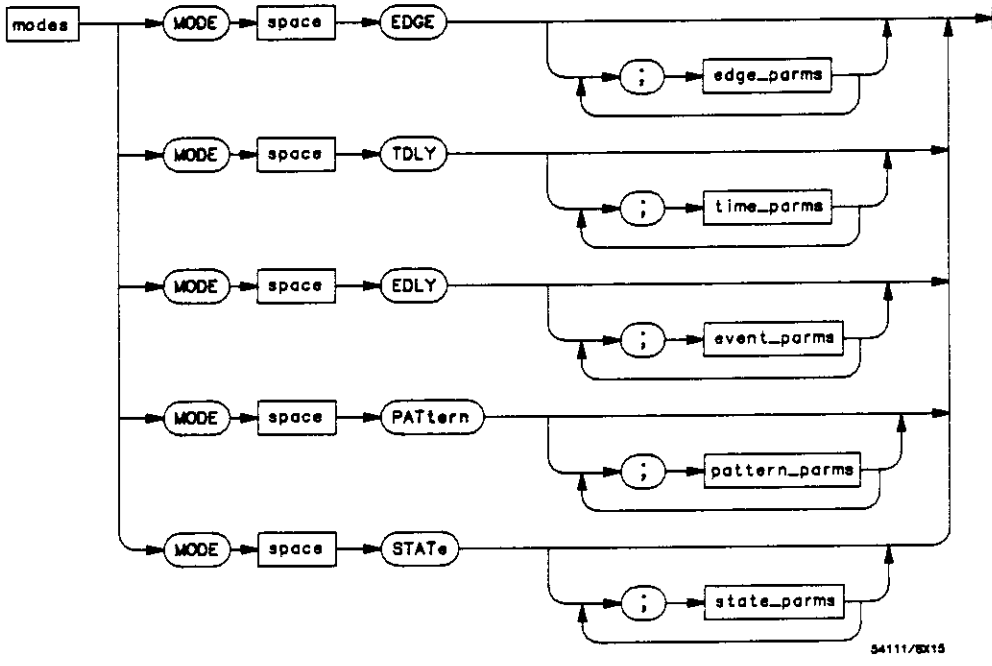 modes MODE space EDGE
; edge_parms
MODE space TDLY
; time_parms
MODE space EDLY
; event_parms
MODE space PATtern
; pattern_parms
MODE space STATe
; state_parms
54111/BX15